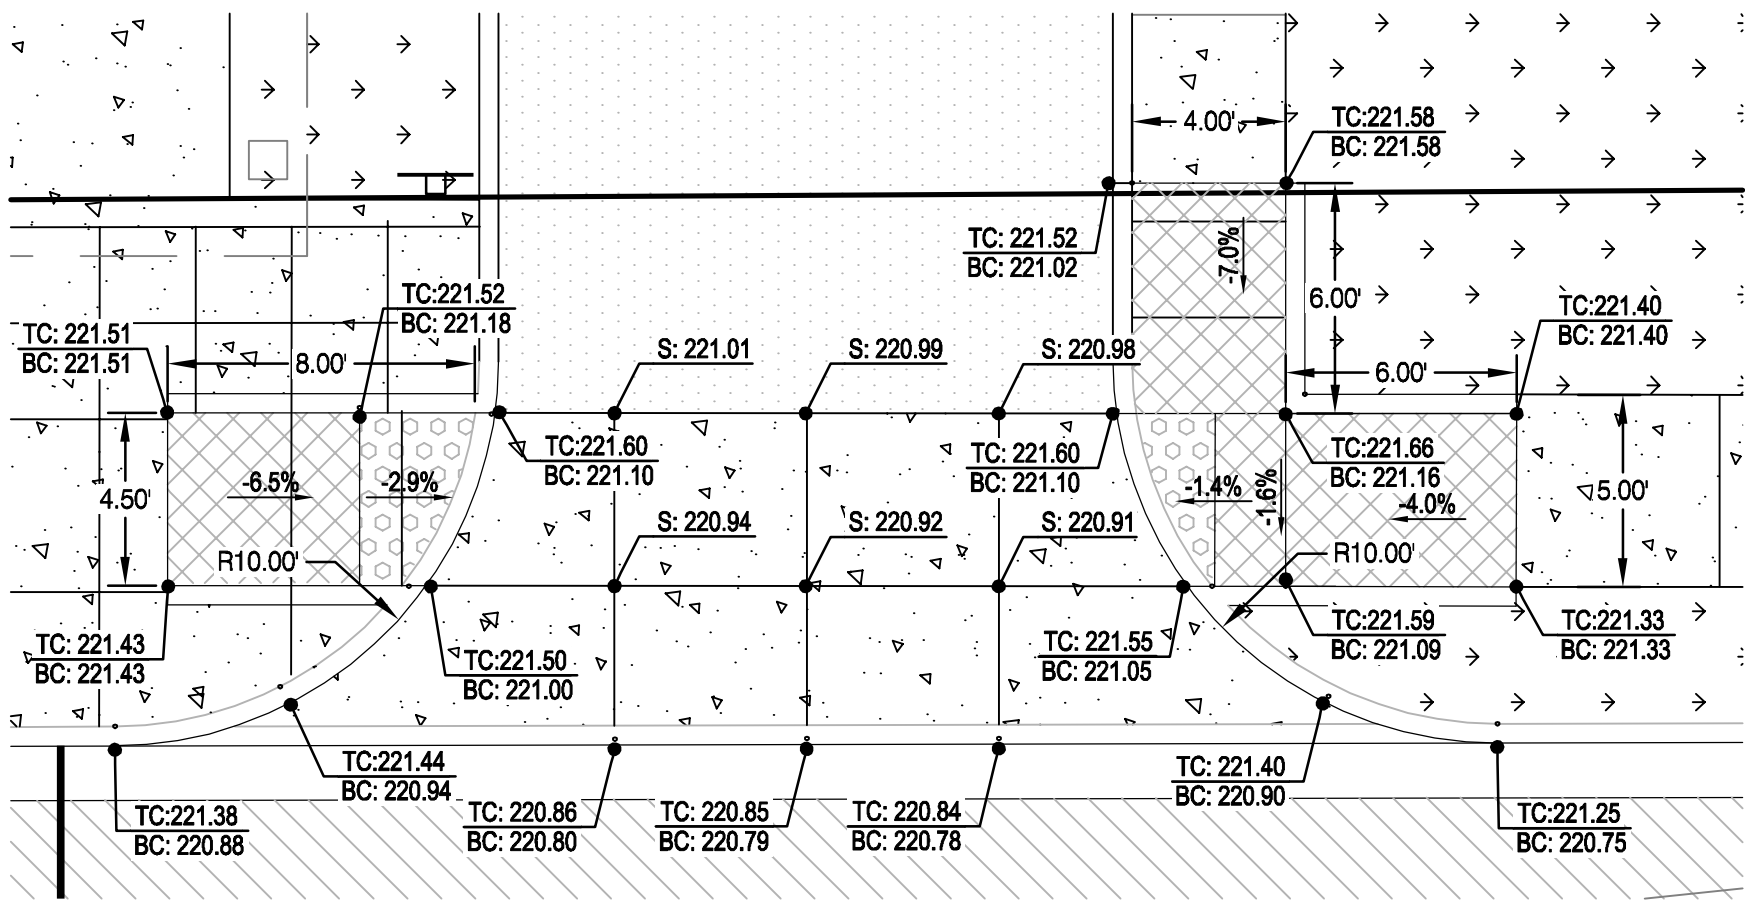 4.00'
TC:221.58
BC: 221.58
TC: 221.52
BC: 221.02
-7.0%
6.00'
TC:221.52
BC: 221.18
TC:221.40
BC: 221.40
TC: 221.51
BC: 221.51
8.00'
S: 221.01
S: 220.99
S: 220.98
6.00'
TC:221.60
BC: 221.10
TC:221.60
BC: 221.10
TC:221.66
BC: 221.16
4.50'
-6.5%
-2.9%
-1.4%
-1.6%
-4.0%
5.00'
S: 220.94
S: 220.92
S: 220.91
R10.00'
R10.00'
TC: 221.43
BC: 221.43
TC:221.50
BC: 221.00
TC: 221.55
BC: 221.05
TC:221.59
BC: 221.09
TC:221.33
BC: 221.33
TC:221.44
BC: 220.94
TC: 221.40
BC: 220.90
TC:221.38
BC: 220.88
TC: 220.86
BC: 220.80
TC: 220.85
BC: 220.79
TC: 220.84
BC: 220.78
TC:221.25
BC: 220.75